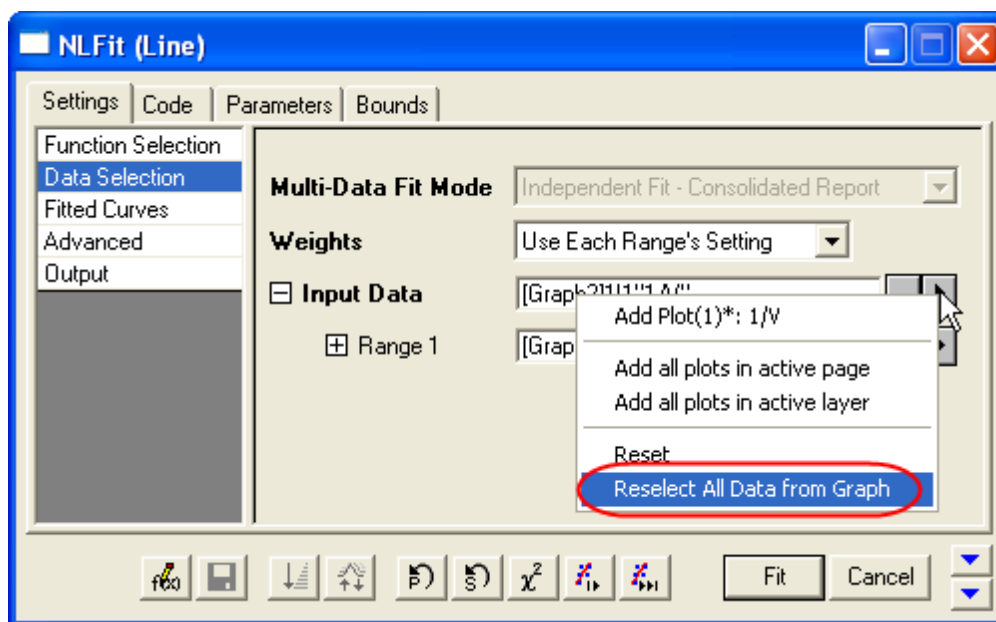 NLFit (Line)
Settings Code Parameters Bounds
Function Selection
Data Selection
Fitted Curves
Advanced
Output
Multi-Data Fit Mode Independent Fit - Consolidated Report
Weights Use Each Range's Setting
Input Data
Range 1 [Grap
Add Plot(1)*: 1/V
Add all plots in active page
Add all plots in active layer
Reset
Reselect All Data from Graph
Fit Cancel